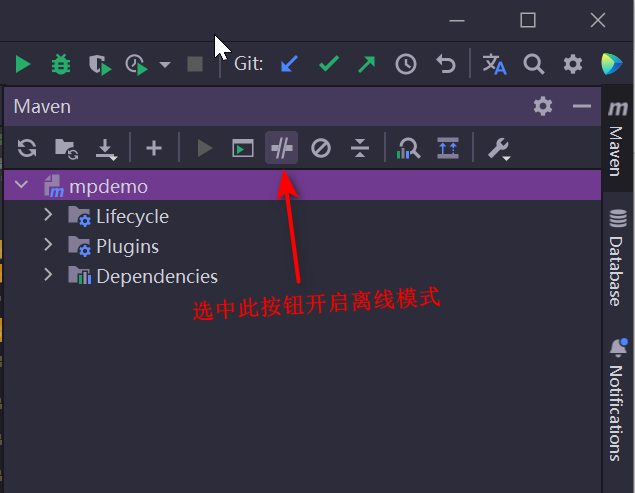 Git:
Maven
mpdemo
Lifecycle
Plugins
Dependencies
选中此按钮开启离线模式
Maven
Database
Notifications